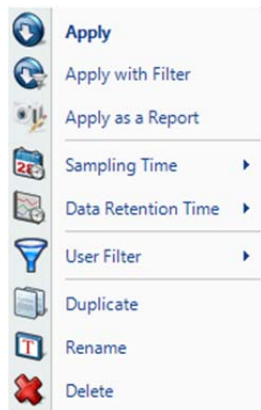 Apply
Apply with Filter
Apply as a Report
Sampling Time
Data Retention Time
User Filter
Duplicate
Rename
Delete